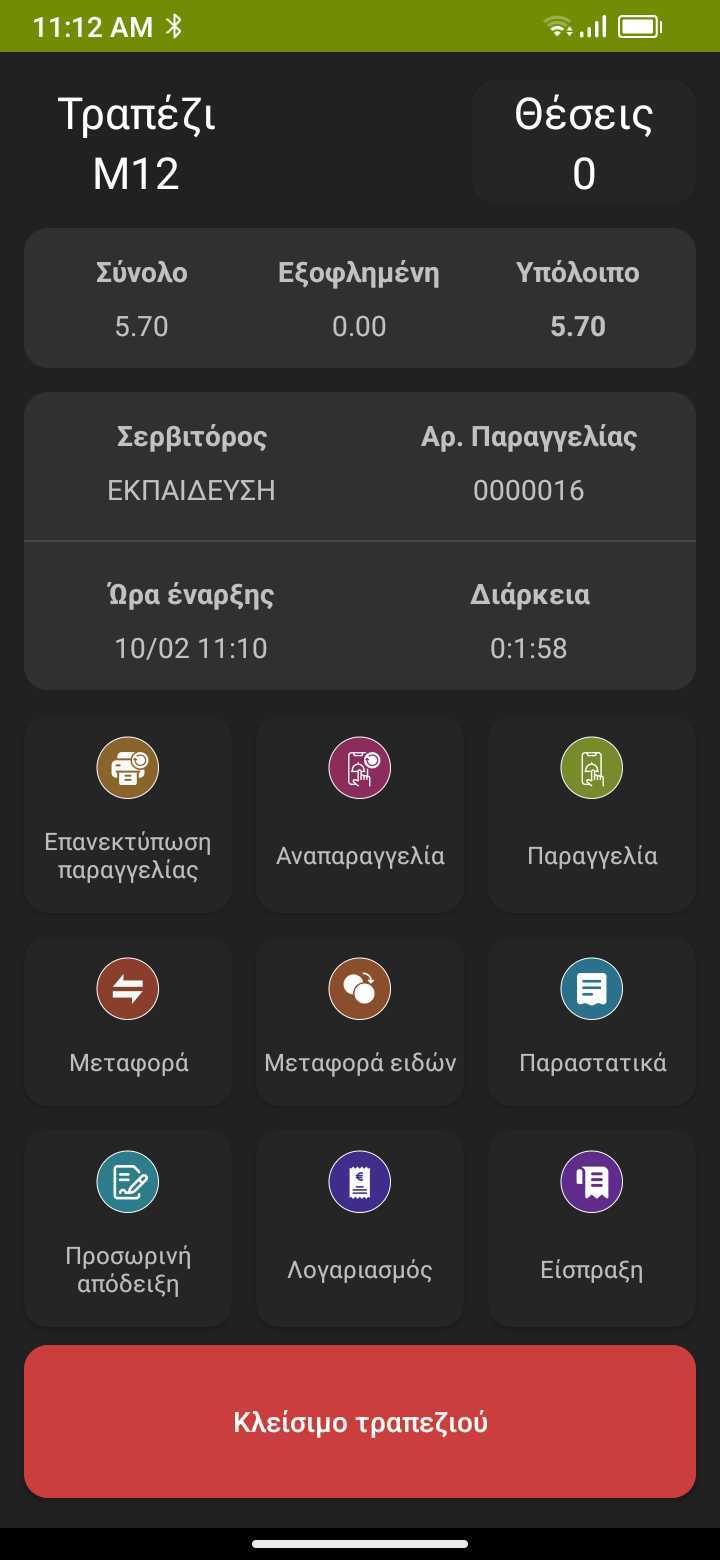 11:12 AM
Τραπέζι
Θέσεις
M12
0
Σύνολο
Εξοφλημένη
Υπόλοιπο
5.70
0.00
5.70
Σερβιτόρος
Αρ. Παραγγελίας
ΕΚΠΑΙΔΕΥΣΗ
0000016
Ώρα έναρξης
Διάρκεια
10/02 11:10
0:1:58
Επανεκτύπωση
παραγγελίας
Αναπαραγγελία
Παραγγελία
Μεταφορά
Μεταφορά ειδών
Παραστατικά
Προσωρινή
απόδειξη
Λογαριασμός
Είσπραξη
Κλείσιμο τραπεζιού